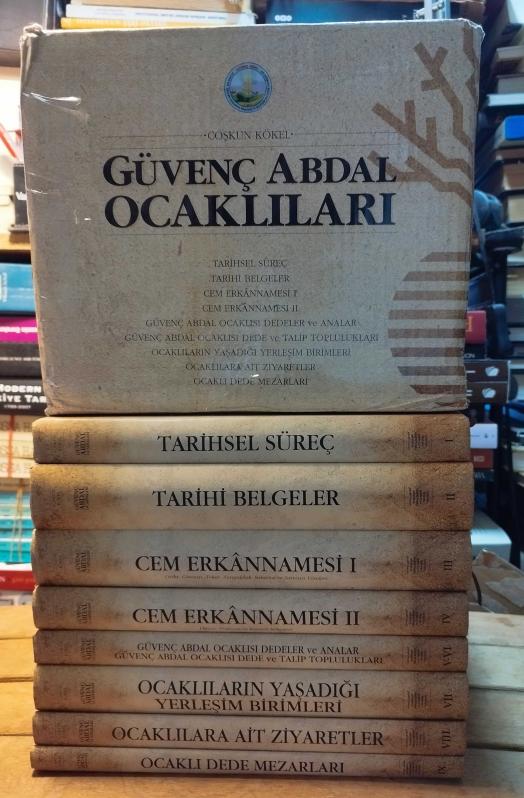 ·COŞKUN KÖKEL·
GÜVENÇ ABDAL
OCAKLILARI
TARİHSEL SÜREÇ
TARİHİ BELGELER
CEM ERKÂNNAMESİ I
CEM ERKÂNNAMESİ II
GÜVENÇ ABDAL OCAKLISI DEDELER ve ANALAR
GÜVENÇ ABDAL OCAKLISI DEDE ve TALİP TOPLULUKLARI
OCAKLILARIN YAŞADIĞI YERLEŞİM BİRİMLERİ
OCAKLILARA AİT ZİYARETLER
OCAKLI DEDE MEZARLARI
TARİHSEL SÜREÇ I
TARİHİ BELGELER II
CEM ERKÂNNAMESİ I III
CEM ERKÂNNAMESİ II IV
GÜVENÇ ABDAL OCAKLISI DEDELER ve ANALAR V-VI
GÜVENÇ ABDAL OCAKLISI DEDE ve TALİP TOPLULUKLARI
OCAKLILARIN YAŞADIĞI VII
YERLEŞİM BİRİMLERİ
OCAKLILARA AİT ZİYARETLER VIII
OCAKLI DEDE MEZARLARI IX
MODERN